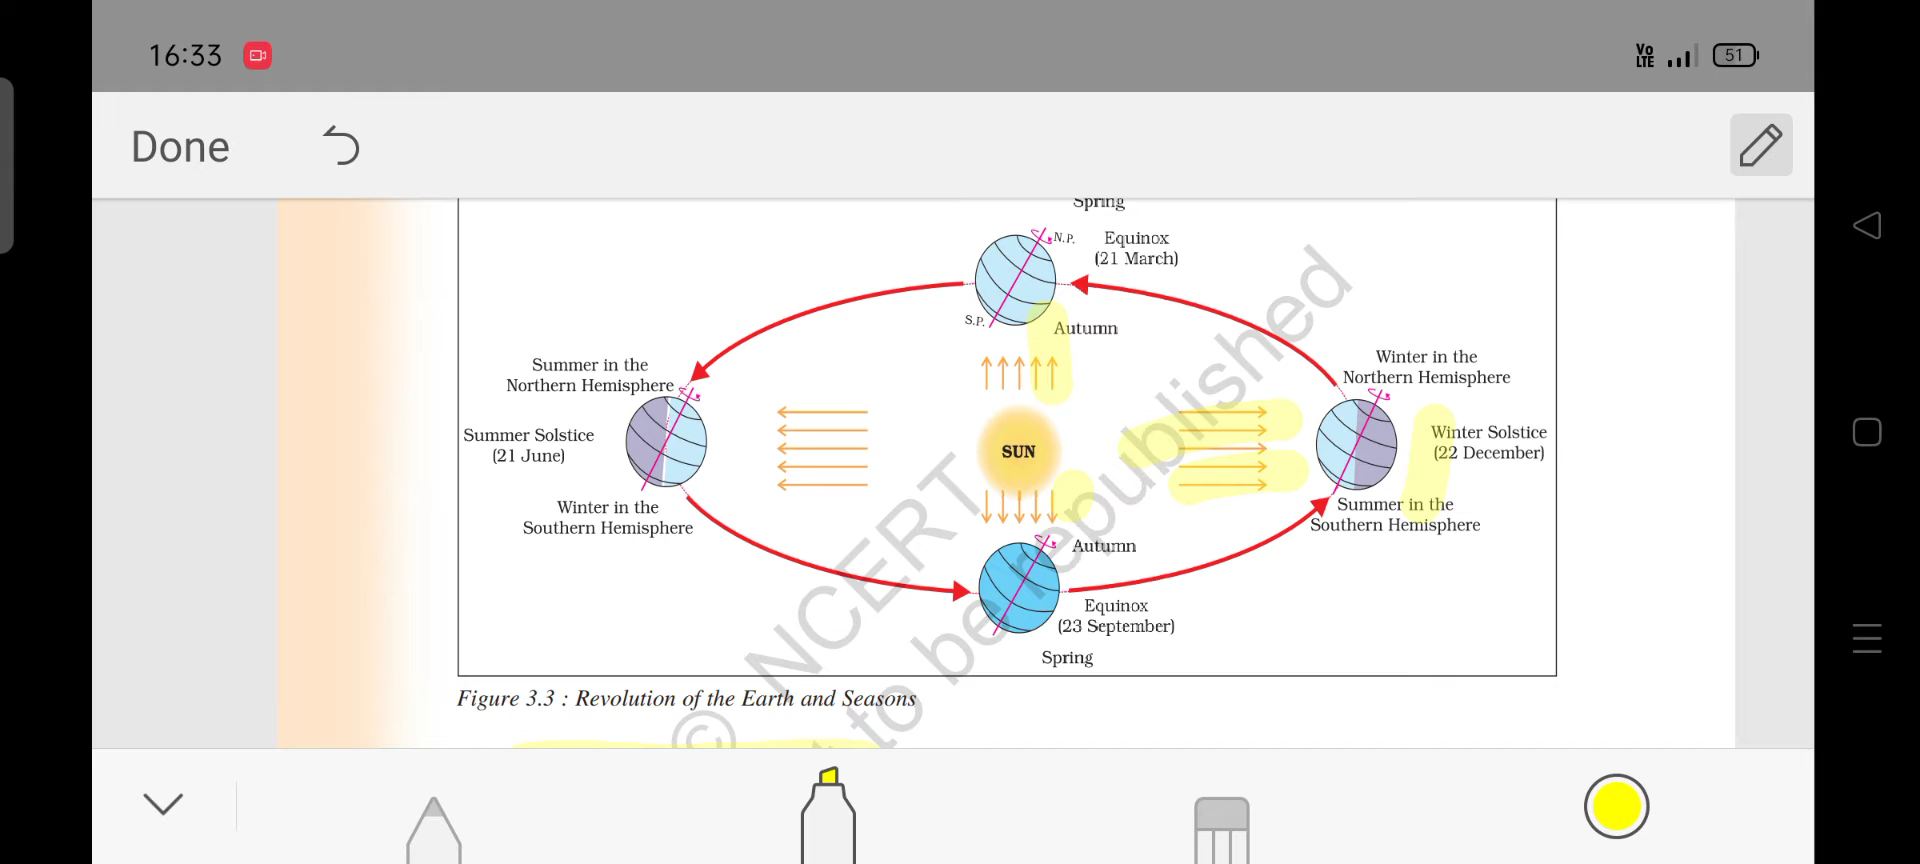 16:33
Vo
LTE
51
Done
Spring
N.P.
Equinox
(21 March)
S.P.
Autumn
Summer in the
Northern Hemisphere
Winter in the
Northern Hemisphere
Summer Solstice
(21 June)
SUN
Winter Solstice
(22 December)
Winter in the
Southern Hemisphere
Summer in the
Southern Hemisphere
Autumn
Equinox
(23 September)
Spring
Figure 3.3 : Revolution of the Earth and Seasons
© NCERT
to be republished